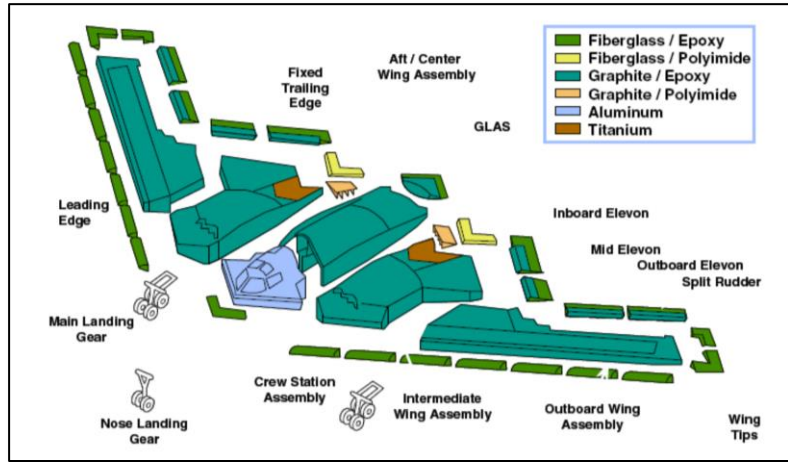 Fiberglass / Epoxy
Fiberglass / Polyimide
Graphite / Epoxy
Graphite / Polyimide
Aluminum
Titanium
Aft / Center
Wing Assembly
Fixed
Trailing
Edge
GLAS
Leading
Edge
Inboard Elevon
Mid Elevon
Outboard Elevon
Split Rudder
Main Landing
Gear
Crew Station
Assembly
Intermediate
Wing Assembly
Outboard Wing
Assembly
Nose Landing
Gear
Wing
Tips